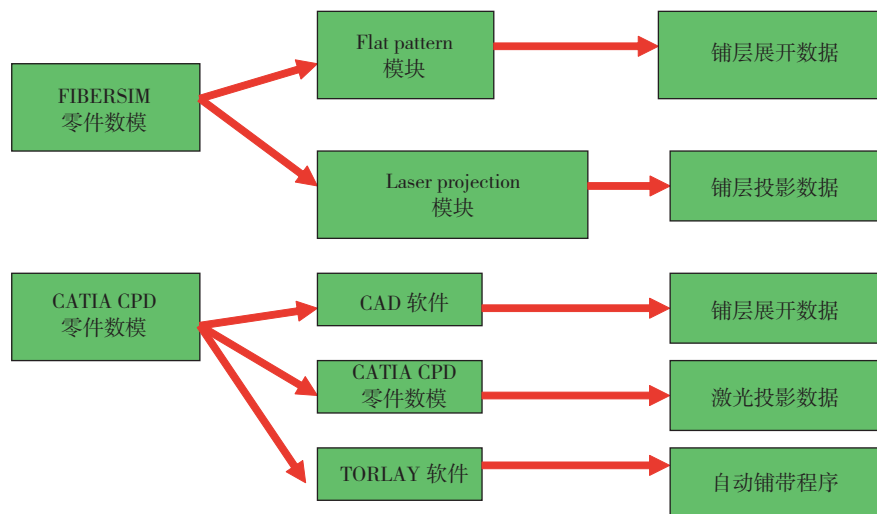 FIBERSIM
零件数模
Flat pattern
模块
铺层展开数据
Laser projection
模块
铺层投影数据
CATIA CPD
零件数模
CAD 软件
铺层展开数据
CATIA CPD
零件数模
激光投影数据
TORLAY 软件
自动铺带程序